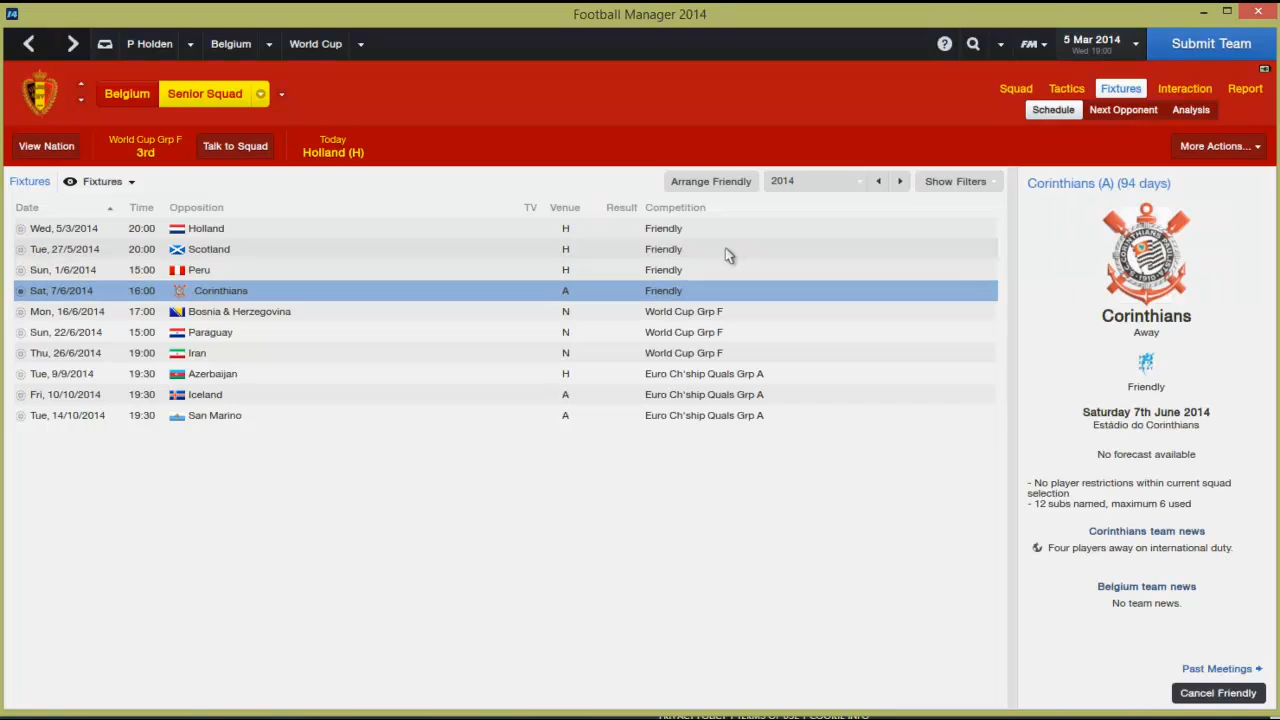 Football Manager 2014
P Holden
Belgium
World Cup
FM
5 Mar 2014
Wed 19:00
Submit Team
Belgium
Senior Squad
Squad
Tactics
Fixtures
Interaction
Report
Schedule
Next Opponent
Analysis
View Nation
World Cup Grp F
3rd
Talk to Squad
Today
Holland (H)
More Actions...
Fixtures
Fixtures
Arrange Friendly
2014
Show Filters
Date Time Opposition TV Venue Result Competition
Wed, 5/3/2014 20:00 Holland H Friendly
Tue, 27/5/2014 20:00 Scotland H Friendly
Sun, 1/6/2014 15:00 Peru H Friendly
Sat, 7/6/2014 16:00 Corinthians A Friendly
Mon, 16/6/2014 17:00 Bosnia & Herzegovina N World Cup Grp F
Sun, 22/6/2014 15:00 Paraguay N World Cup Grp F
Thu, 26/6/2014 19:00 Iran N World Cup Grp F
Tue, 9/9/2014 19:30 Azerbaijan H Euro Ch'ship Quals Grp A
Fri, 10/10/2014 19:30 Iceland A Euro Ch'ship Quals Grp A
Tue, 14/10/2014 19:30 San Marino A Euro Ch'ship Quals Grp A
Corinthians (A) (94 days)
Corinthians
Away
Friendly
Saturday 7th June 2014
Estádio do Corinthians
No forecast available
- No player restrictions within current squad
selection
- 12 subs named, maximum 6 used
Corinthians team news
Four players away on international duty.
Belgium team news
No team news.
Past Meetings
Cancel Friendly